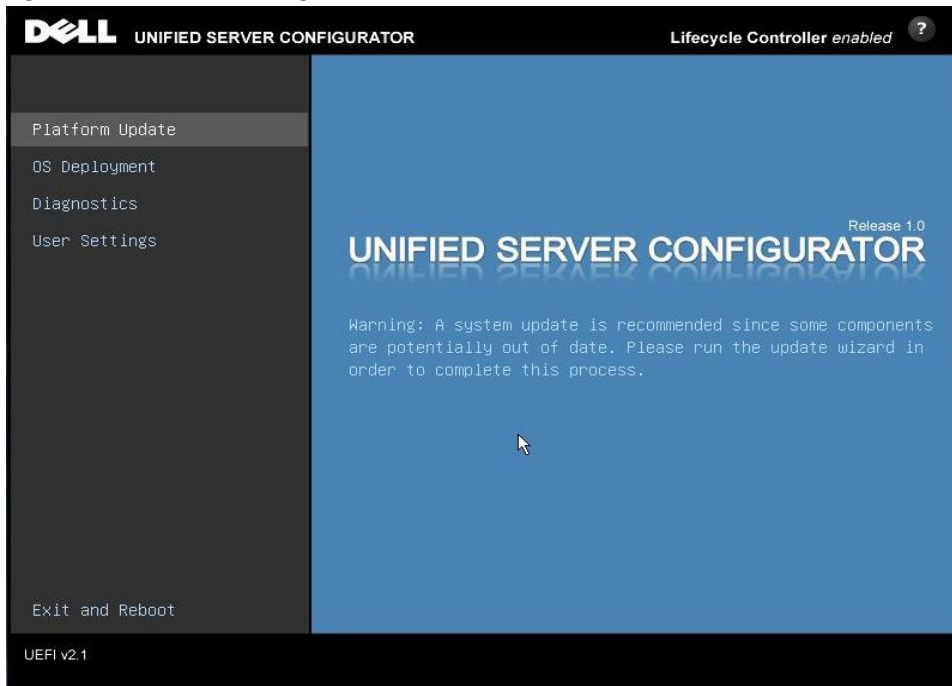 DELL UNIFIED SERVER CONFIGURATOR
Lifecycle Controller enabled ?
Platform Update
OS Deployment
Diagnostics
User Settings
Exit and Reboot
Release 1.0
UNIFIED SERVER CONFIGURATOR
Warning: A system update is recommended since some components
are potentially out of date. Please run the update wizard in
order to complete this process.
UEFI v2.1